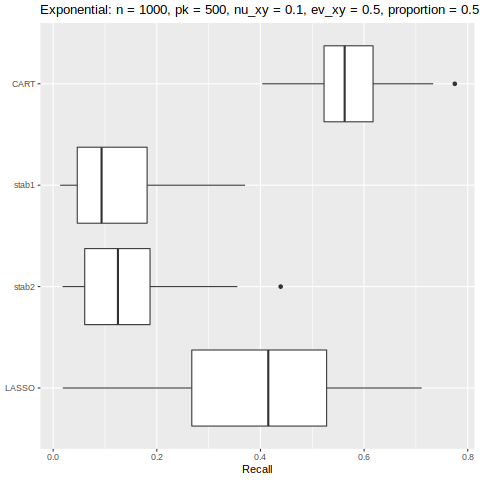 Exponential: n = 1000, pk = 500, nu_xy = 0.1, ev_xy = 0.5, proportion = 0.5
CART
stab1
stab2
LASSO
0.0 0.2 0.4 0.6 0.8
Recall